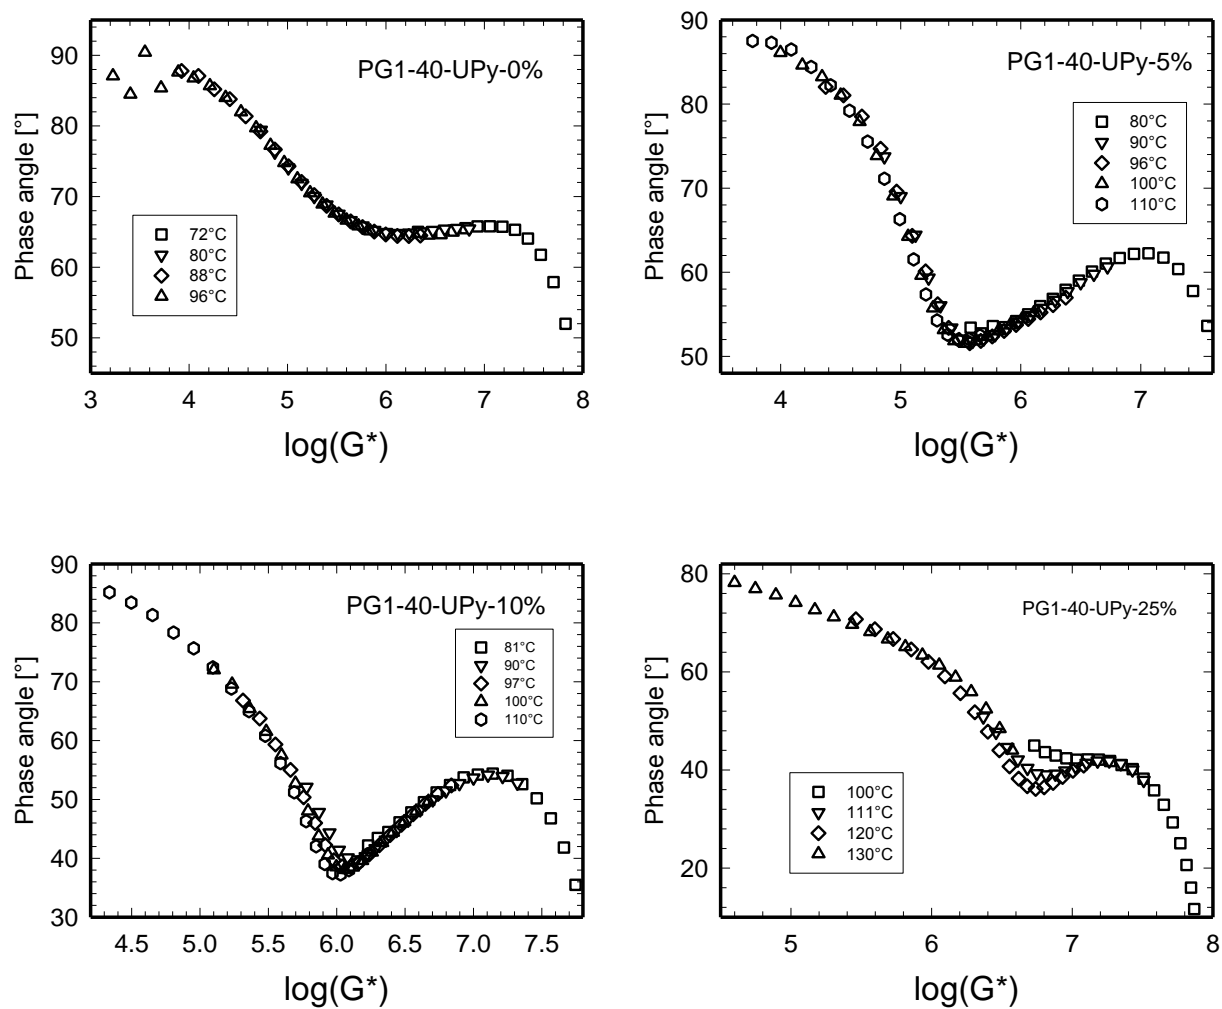 PG1-40-UPy-0%
Phase angle [°]
90
80
70
60
50
72°C
80°C
88°C
96°C
3 4 5 6 7 8
log(G*)
PG1-40-UPy-5%
Phase angle [°]
90
80
70
60
50
80°C
90°C
96°C
100°C
110°C
4 5 6 7
log(G*)
PG1-40-UPy-10%
Phase angle [°]
90
80
70
60
50
40
30
81°C
90°C
97°C
100°C
110°C
4.5 5.0 5.5 6.0 6.5 7.0 7.5
log(G*)
PG1-40-UPy-25%
Phase angle [°]
80
60
40
20
100°C
111°C
120°C
130°C
5 6 7 8
log(G*)